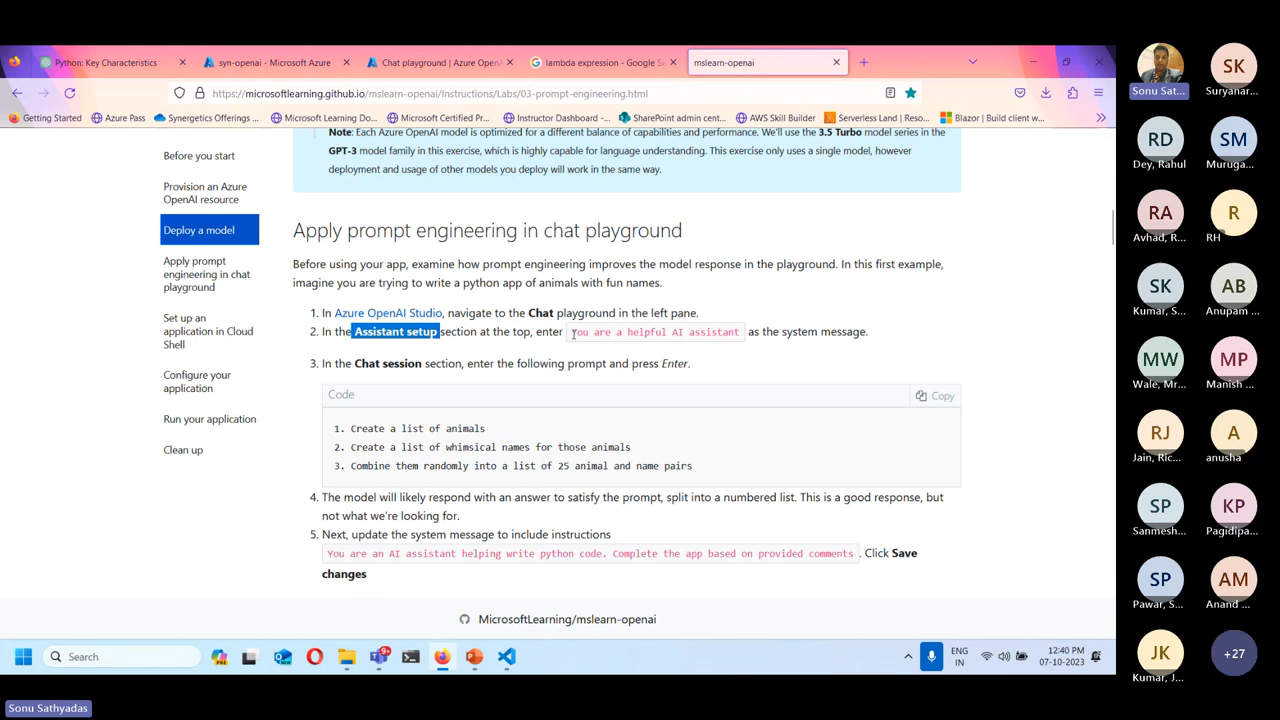 Python: Key Characteristics
syn-openai - Microsoft Azure
Chat playground | Azure OpenA
lambda expression - Google Se
mslearn-openai
https://microsoftlearning.github.io/mslearn-openai/Instructions/Labs/03-prompt-engineering.html
Getting Started
Azure Pass
Synergetics Offerings ...
Microsoft Learning Do...
Microsoft Certified Pr...
Instructor Dashboard -...
SharePoint admin cent...
AWS Skill Builder
Serverless Land | Reso...
Blazor | Build client w...
Note: Each Azure OpenAI model is optimized for a different balance of capabilities and performance. We'll use the 3.5 Turbo model series in the
GPT-3 model family in this exercise, which is highly capable for language understanding. This exercise only uses a single model, however
deployment and usage of other models you deploy will work in the same way.
Before you start
Provision an Azure
OpenAI resource
Deploy a model
Apply prompt
engineering in chat
playground
Set up an
application in Cloud
Shell
Configure your
application
Run your application
Clean up
Apply prompt engineering in chat playground
Before using your app, examine how prompt engineering improves the model response in the playground. In this first example,
imagine you are trying to write a python app of animals with fun names.
1. In Azure OpenAI Studio, navigate to the Chat playground in the left pane.
2. In the Assistant setup section at the top, enter You are a helpful AI assistant as the system message.
3. In the Chat session section, enter the following prompt and press Enter.
Code
Copy
1. Create a list of animals
2. Create a list of whimsical names for those animals
3. Combine them randomly into a list of 25 animal and name pairs
4. The model will likely respond with an answer to satisfy the prompt, split into a numbered list. This is a good response, but
not what we're looking for.
5. Next, update the system message to include instructions
You are an AI assistant helping write python code. Complete the app based on provided comments. Click Save
changes
MicrosoftLearning/mslearn-openai
Search
9+
ENG
IN
12:40 PM
07-10-2023
Sonu Sathyadas
Sonu Sat...
SK
Suryanar...
RD
Dey, Rahul
SM
Muruga...
RA
Avhad, R...
R
RH
SK
Kumar, S...
AB
Anupam ...
MW
Wale, Mr...
MP
Manish ...
RJ
Jain, Ric...
A
anusha
SP
Sanmesh...
KP
Pagidipa...
SP
Pawar, S...
AM
Anand ...
JK
Kumar, J...
+27